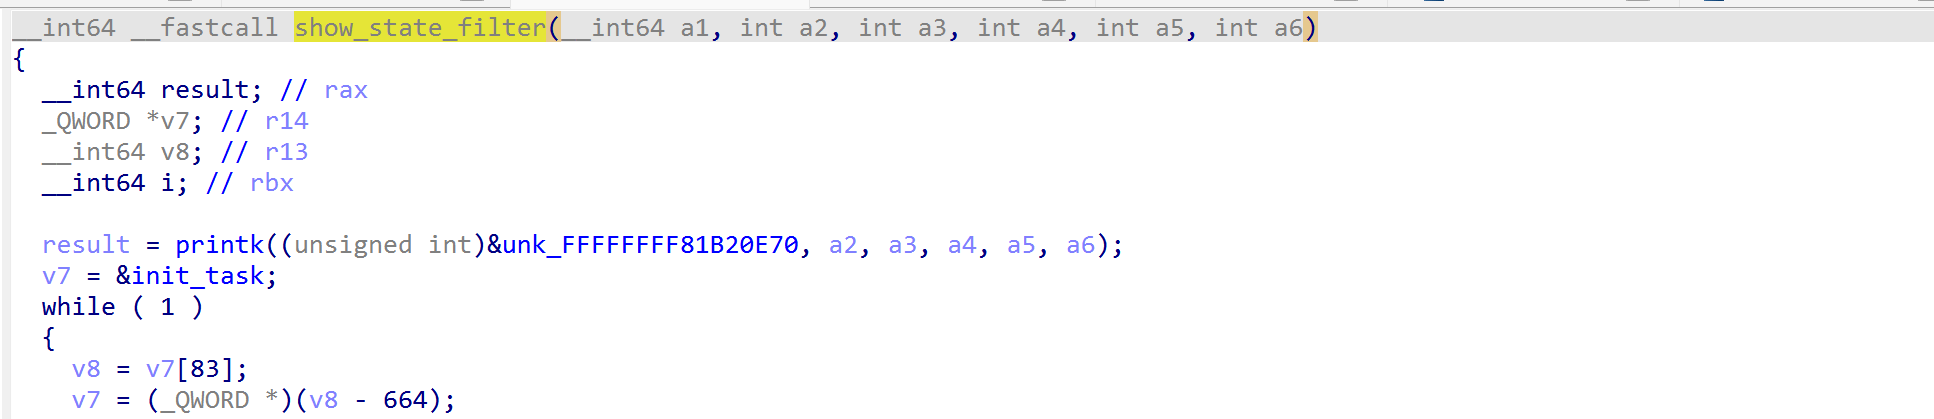 __int64 __fastcall show_state_filter(__int64 a1, int a2, int a3, int a4, int a5, int a6)
{
  __int64 result; // rax
  _QWORD *v7; // r14
  __int64 v8; // r13
  __int64 i; // rbx

  result = printk((unsigned int)&unk_FFFFFFFF81B20E70, a2, a3, a4, a5, a6);
  v7 = &init_task;
  while ( 1 )
  {
    v8 = v7[83];
    v7 = (_QWORD *)(v8 - 664);